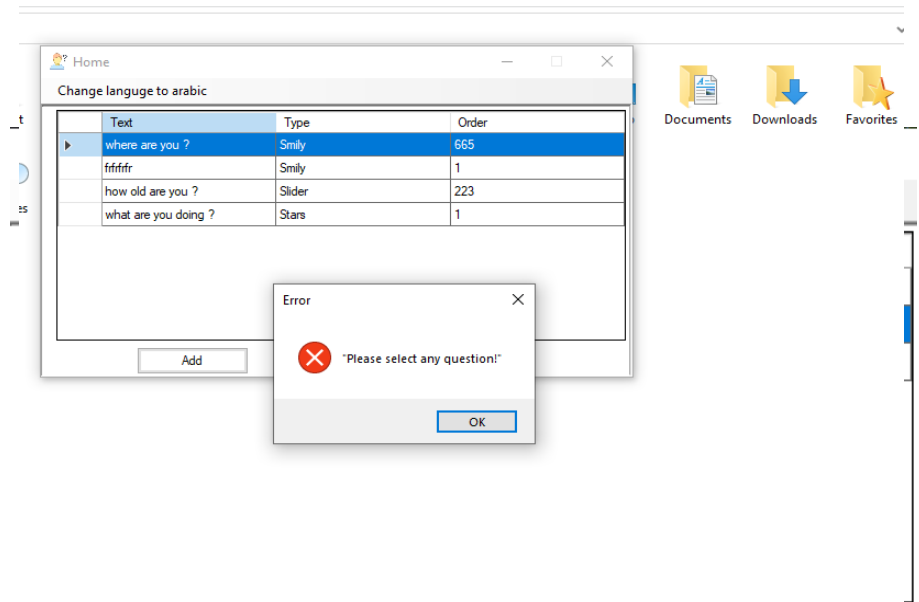 Home
Change languge to arabic
Text Type Order
where are you ? Smily 665
frfrfrfr Smily 1
how old are you ? Slider 223
what are you doing ? Stars 1
Error
"Please select any question!"
OK
Add
Documents Downloads Favorites
_t
es